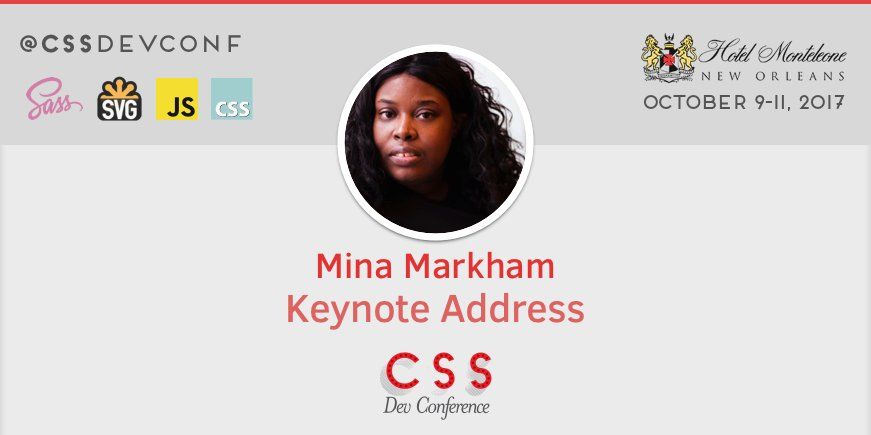 @CSSDEVCONF
Sass
SVG
JS
CSS
Hotel Monteleone
NEW ORLEANS
OCTOBER 9-11, 2017
Mina Markham
Keynote Address
CSS
Dev Conference